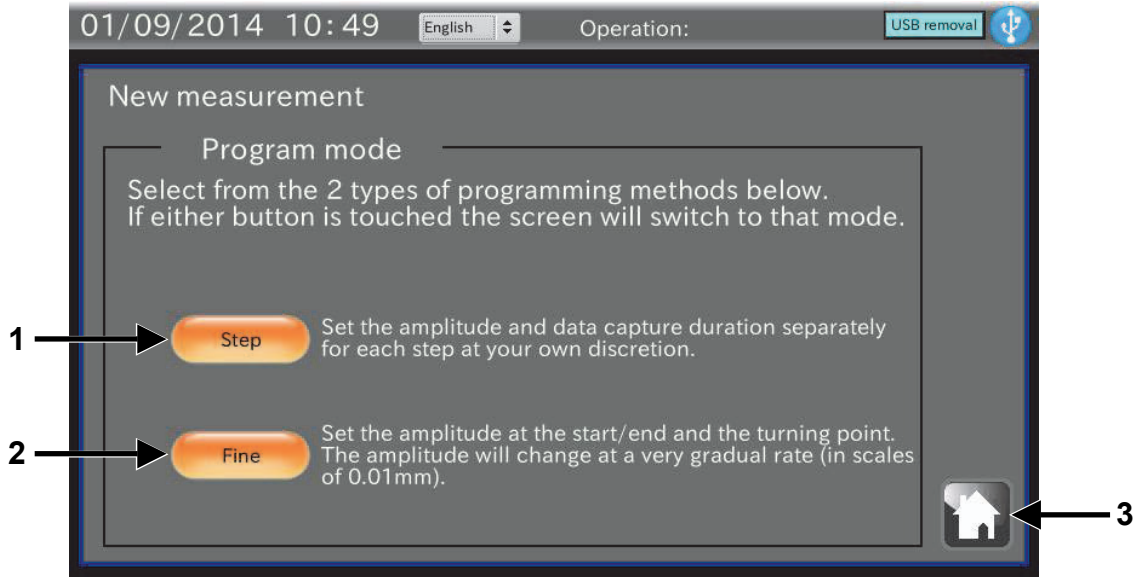 01/09/2014 10:49 English Operation: USB removal
New measurement
Program mode
Select from the 2 types of programming methods below.
If either button is touched the screen will switch to that mode.
1 Step Set the amplitude and data capture duration separately
for each step at your own discretion.
2 Fine Set the amplitude at the start/end and the turning point.
The amplitude will change at a very gradual rate (in scales
of 0.01mm).
3